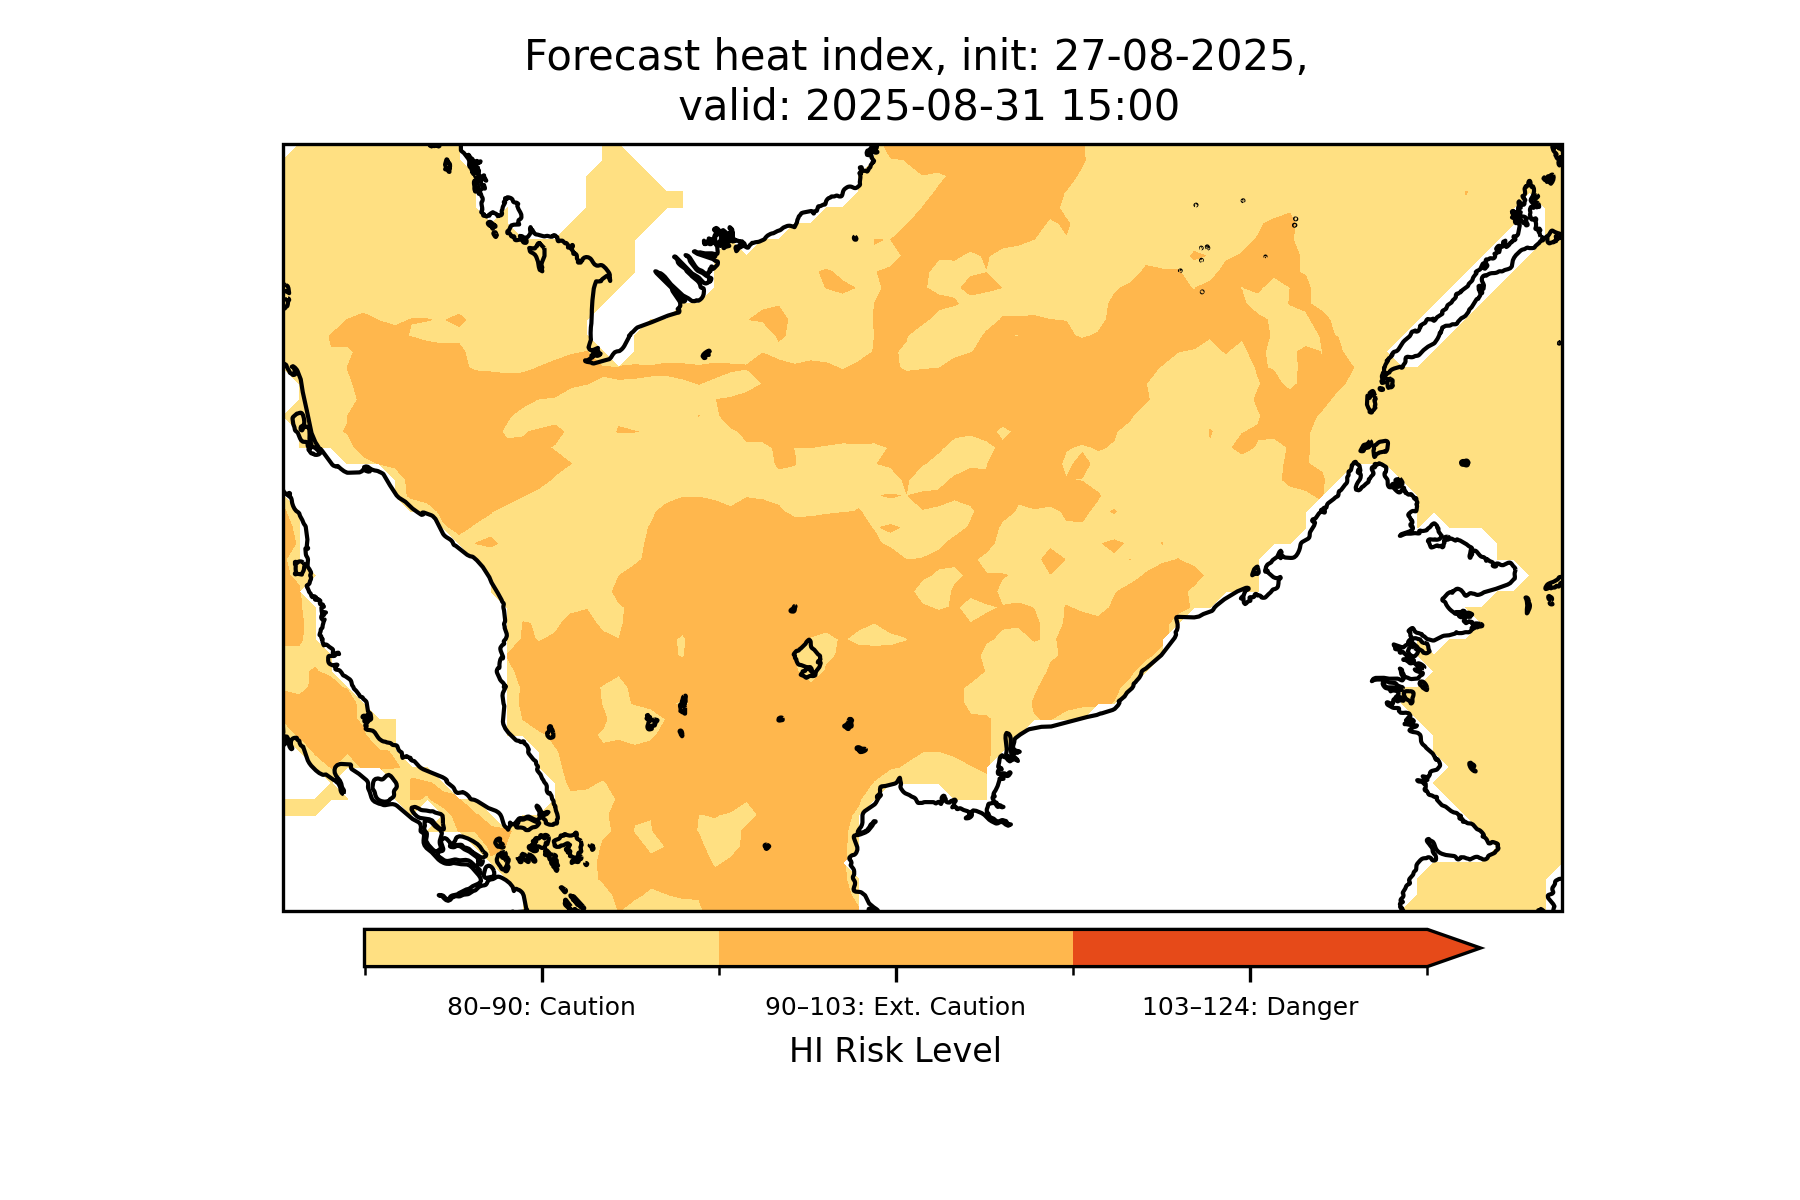 Forecast heat index, init: 27-08-2025,
valid: 2025-08-31 15:00
80–90: Caution
90–103: Ext. Caution
103–124: Danger
HI Risk Level